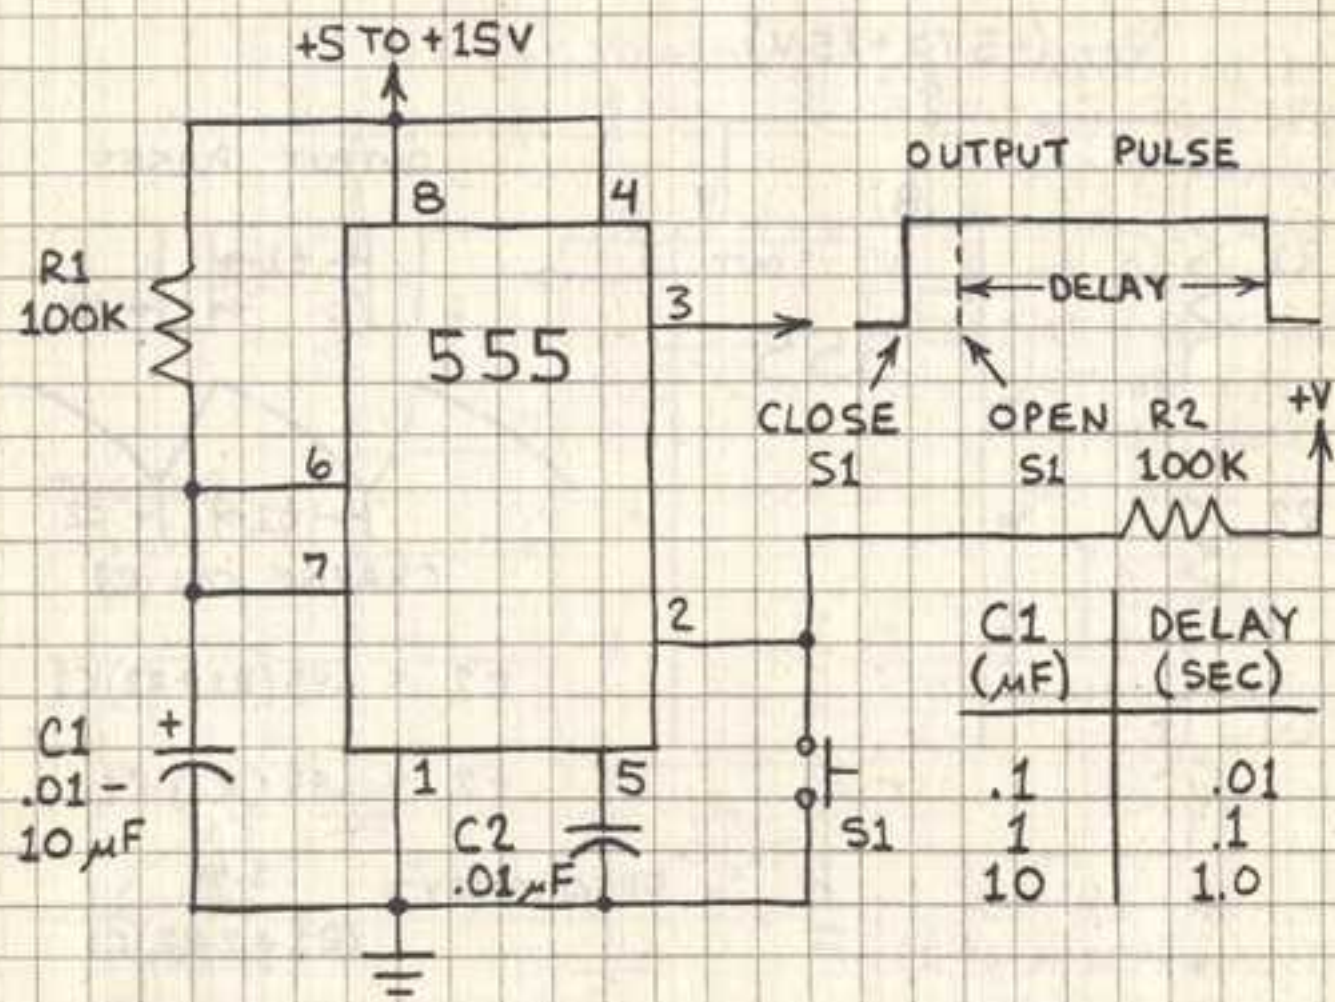 +5 TO +15V
OUTPUT PULSE
8
4
R1
100K
3
DELAY
555
CLOSE
S1
OPEN
S1
R2
100K
+V
6
7
2
C1
(μF)
DELAY
(SEC)
.1
.01
1
.1
10
1.0
+
C1
.01-
10 μF
1
5
C2
.01μF
S1